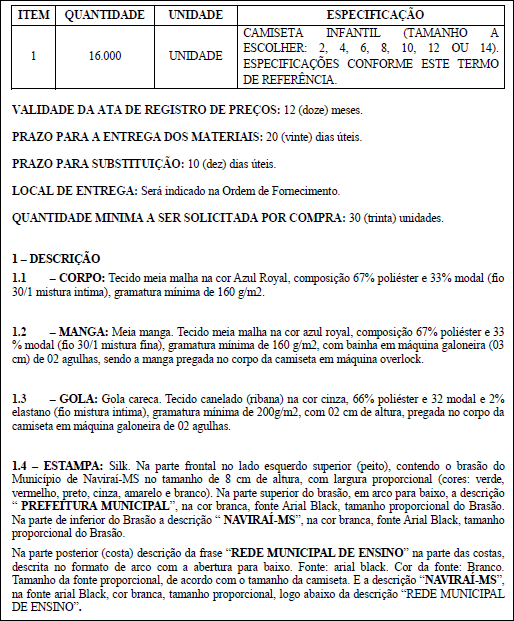 ITEM QUANTIDADE UNIDADE ESPECIFICAÇÃO
1 16.000 UNIDADE CAMISETA INFANTIL (TAMANHO A
ESCOLHER: 2, 4, 6, 8, 10, 12 OU 14).
ESPECIFICAÇÕES CONFORME ESTE TERMO
DE REFERÊNCIA.
VALIDADE DA ATA DE REGISTRO DE PREÇOS: 12 (doze) meses.
PRAZO PARA A ENTREGA DOS MATERIAIS: 20 (vinte) dias úteis.
PRAZO PARA SUBSTITUIÇÃO: 10 (dez) dias úteis.
LOCAL DE ENTREGA: Será indicado na Ordem de Fornecimento.
QUANTIDADE MINIMA A SER SOLICITADA POR COMPRA: 30 (trinta) unidades.
1 – DESCRIÇÃO
1.1 – CORPO: Tecido meia malha na cor Azul Royal, composição 67% poliéster e 33% modal (fio
30/1 mistura intima), gramatura mínima de 160 g/m2.
1.2 – MANGA: Meia manga. Tecido meia malha na cor azul royal, composição 67% poliéster e 33
% modal (fio 30/1 mistura fina), gramatura mínima de 160 g/m2, com bainha em máquina galoneira (03
cm) de 02 agulhas, sendo a manga pregada no corpo da camiseta em máquina overlock.
1.3 – GOLA: Gola careca. Tecido canelado (ribana) na cor cinza, 66% poliéster e 32 modal e 2%
elastano (fio mistura intima), gramatura mínima de 200g/m2, com 02 cm de altura, pregada no corpo da
camiseta em máquina galoneira de 02 agulhas.
1.4 – ESTAMPA: Silk. Na parte frontal no lado esquerdo superior (peito), contendo o brasão do
Município de Naviraí-MS no tamanho de 8 cm de altura, com largura proporcional (cores: verde,
vermelho, preto, cinza, amarelo e branco). Na parte superior do brasão, em arco para baixo, a descrição
“ PREFEITURA MUNICIPAL”, na cor branca, fonte Arial Black, tamanho proporcional do Brasão.
Na parte de inferior do Brasão a descrição “ NAVIRAÍ-MS”, na cor branca, fonte Arial Black, tamanho
proporcional do Brasão.
Na parte posterior (costa) descrição da frase “REDE MUNICIPAL DE ENSINO” na parte das costas,
descrita no formato de arco com a abertura para baixo. Fonte: arial black. Cor da fonte: Branco.
Tamanho da fonte proporcional, de acordo com o tamanho da camiseta. E a descrição “NAVIRAÍ-MS”,
na fonte arial Black, cor branca, tamanho proporcional, logo abaixo da descrição “REDE MUNICIPAL
DE ENSINO”.